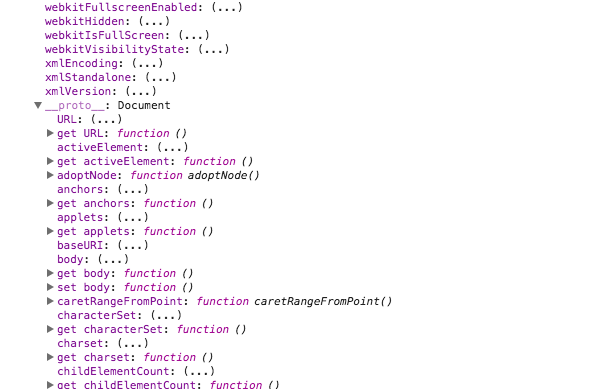 webkitFullscreenEnabled: (...)
webkitHidden: (...)
webkitIsFullScreen: (...)
webkitVisibilityState: (...)
xmlEncoding: (...)
xmlStandalone: (...)
xmlVersion: (...)
__proto__: Document
URL: (...)
get URL: function ()
activeElement: (...)
get activeElement: function ()
adoptNode: function adoptNode()
anchors: (...)
get anchors: function ()
applets: (...)
get applets: function ()
baseURI: (...)
body: (...)
get body: function ()
set body: function ()
caretRangeFromPoint: function caretRangeFromPoint()
characterSet: (...)
get characterSet: function ()
charset: (...)
get charset: function ()
childElementCount: (...)
get childElementCount: function ()